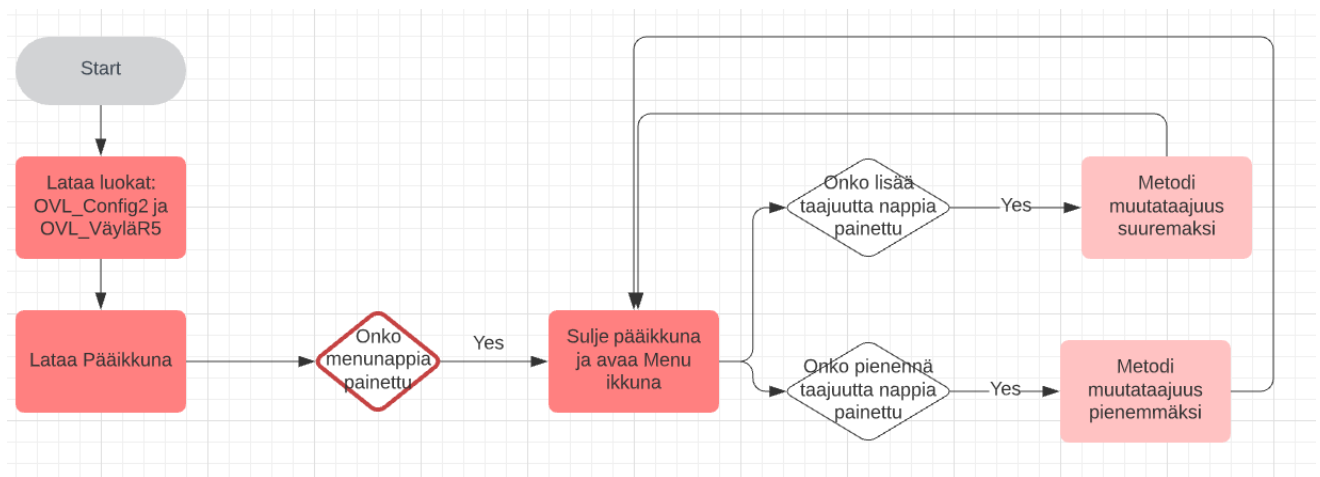 Start
Lataa luokat:
OVL_Config2 ja
OVL_VäyläR5
Lataa Pääikkuna
Onko
menunappia
painettu
Yes
Sulje pääikkuna
ja avaa Menu
ikkuna
Onko lisää
taajuutta nappia
painettu
Yes
Metodi
muutataajuus
suuremaksi
Onko pienennä
taajuutta nappia
painettu
Yes
Metodi
muutataajuus
pienemmäksi